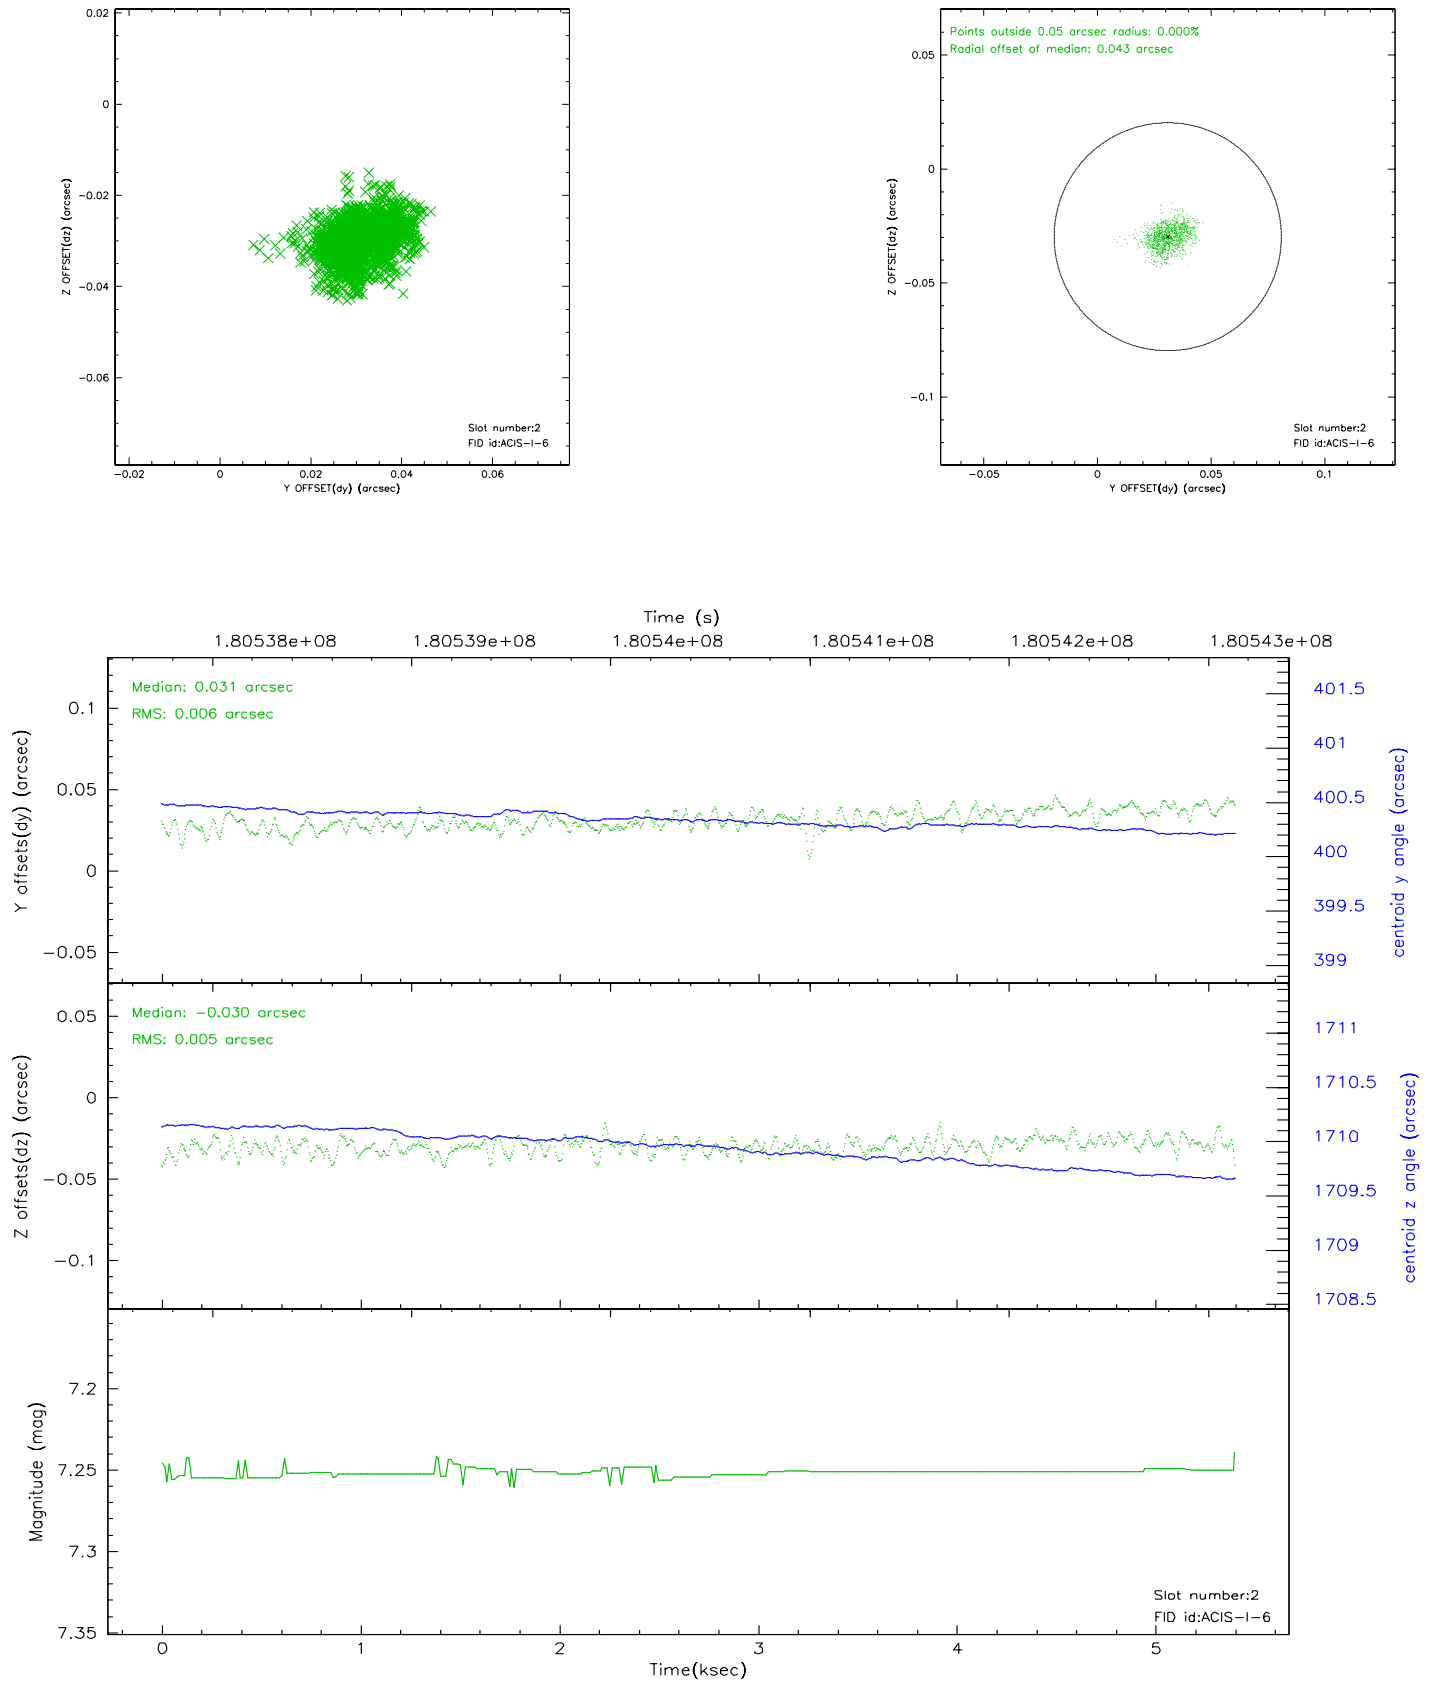 0.02
0
-0.02
-0.04
-0.06
Z OFFSET(dz) (arcsec)
Slot number:2
FID id:ACIS-I-6
-0.02 0 0.02 0.04 0.06
Y OFFSET(dy) (arcsec)
Points outside 0.05 arcsec radius: 0.000%
Radial offset of median: 0.043 arcsec
0.05
0
-0.05
-0.1
Z OFFSET(dz) (arcsec)
Slot number:2
FID id:ACIS-I-6
-0.05 0 0.05 0.1
Y OFFSET(dy) (arcsec)
Time (s)
1.80538e+08 1.80539e+08 1.8054e+08 1.80541e+08 1.80542e+08 1.80543e+08
Median: 0.031 arcsec
RMS: 0.006 arcsec
0.1
0.05
0
-0.05
Y offsets(dy) (arcsec)
401.5
401
400.5
400
399.5
399
centroid y angle (arcsec)
Median: -0.030 arcsec
RMS: 0.005 arcsec
0.05
0
-0.05
-0.1
Z offsets(dz) (arcsec)
1711
1710.5
1710
1709.5
1709
1708.5
centroid z angle (arcsec)
7.2
7.25
7.3
7.35
Magnitude (mag)
Slot number:2
FID id:ACIS-I-6
0 1 2 3 4 5
Time(ksec)